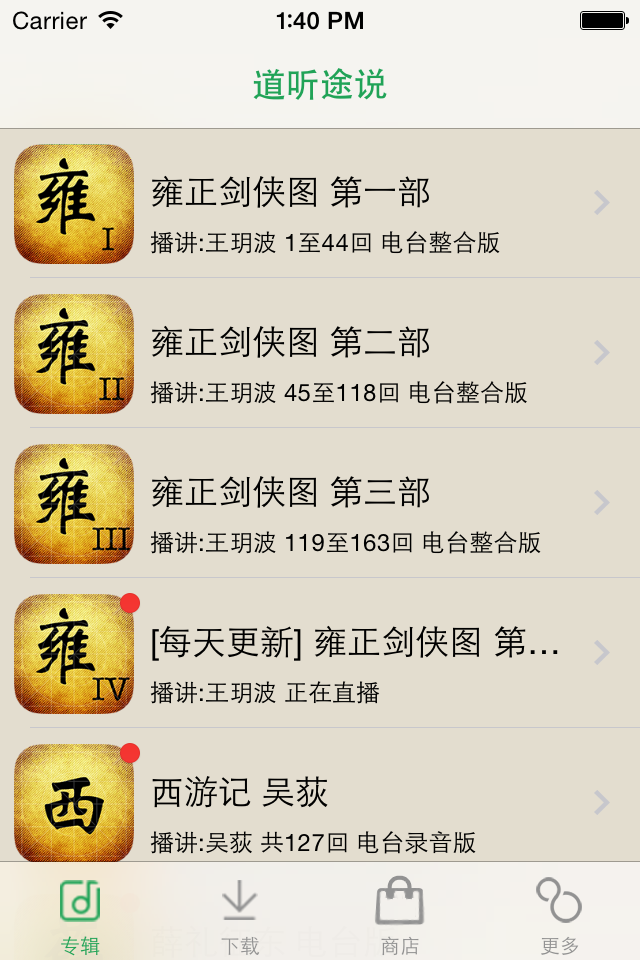 Carrier 1:40 PM
道听途说
雍 I
雍正剑侠图 第一部
播讲:王玥波 1至44回 电台整合版
雍 II
雍正剑侠图 第二部
播讲:王玥波 45至118回 电台整合版
雍 III
雍正剑侠图 第三部
播讲:王玥波 119至163回 电台整合版
雍 IV
[每天更新] 雍正剑侠图 第...
播讲:王玥波 正在直播
西
西游记 吴荻
播讲:吴荻 共127回 电台录音版
专辑 下载 商店 更多